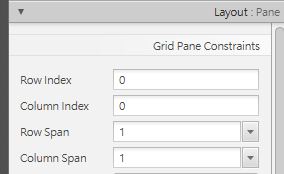 Layout : Pane
Grid Pane Constraints
Row Index 0
Column Index 0
Row Span 1
Column Span 1